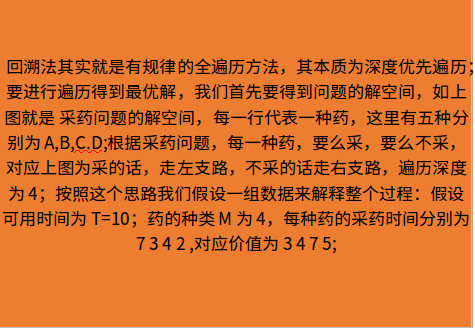 回溯法其实就是有规律的全遍历方法，其本质为深度优先遍历；
要进行遍历得到最优解，我们首先要得到问题的解空间，如上
图就是 采药问题的解空间，每一行代表一种药，这里有五种分
别为 A,B,C.D;根据采药问题，每一种药，要么采，要么不采，
对应上图为采的话，走左支路，不采的话走右支路，遍历深度
为 4；按照这个思路我们假设一组数据来解释整个过程：假设
可用时间为 T=10；药的种类 M 为 4，每种药的采药时间分别为
7 3 4 2 ,对应价值为 3 4 7 5;